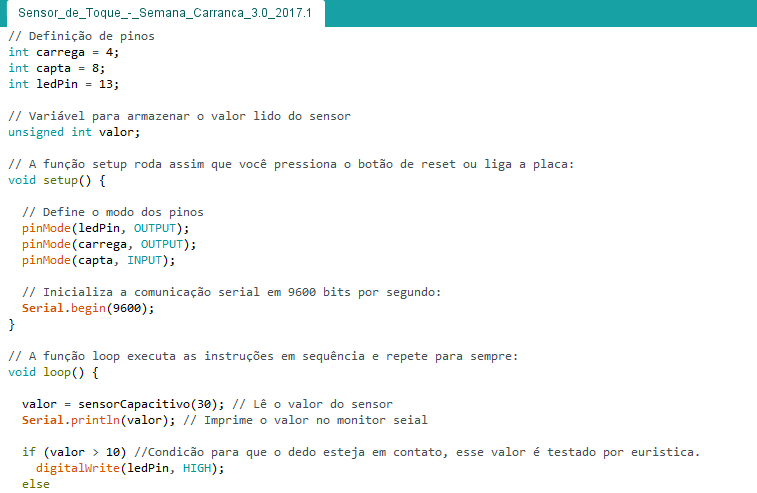 Sensor_de_Toque_-_Semana_Carranca_3.0_2017.1
// Definição de pinos
int carrega = 4;
int capta = 8;
int ledPin = 13;
// Variável para armazenar o valor lido do sensor
unsigned int valor;
// A função setup roda assim que você pressiona o botão de reset ou liga a placa:
void setup() {
// Define o modo dos pinos
pinMode(ledPin, OUTPUT);
pinMode(carrega, OUTPUT);
pinMode(capta, INPUT);
// Inicializa a comunicação serial em 9600 bits por segundo:
Serial.begin(9600);
}
// A função loop executa as instruções em sequência e repete para sempre:
void loop() {
valor = sensorCapacitivo(30); // Lê o valor do sensor
Serial.println(valor); // Imprime o valor no monitor seial
if (valor > 10) //Condicão para que o dedo esteja em contato, esse valor é testado por euristica.
digitalWrite(ledPin, HIGH);
else